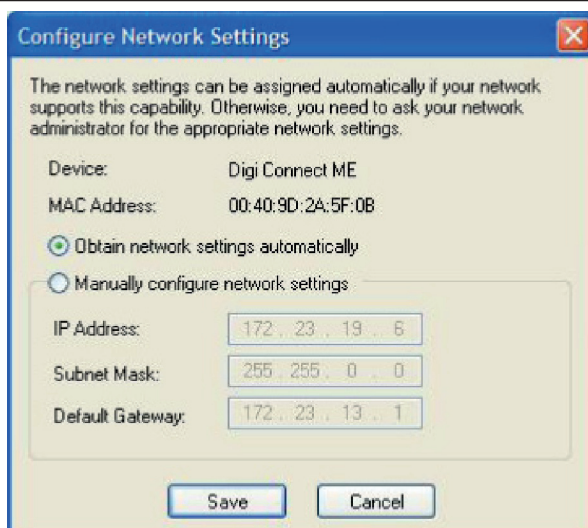 Configure Network Settings
The network settings can be assigned automatically if your network
supports this capability. Otherwise, you need to ask your network
administrator for the appropriate network settings.
Device: Digi Connect ME
MAC Address: 00:40:9D:2A:5F:0B
Obtain network settings automatically
Manually configure network settings
IP Address: 172 . 23 . 19 . 6
Subnet Mask: 255 . 255 . 0 . 0
Default Gateway: 172 . 23 . 13 . 1
Save Cancel